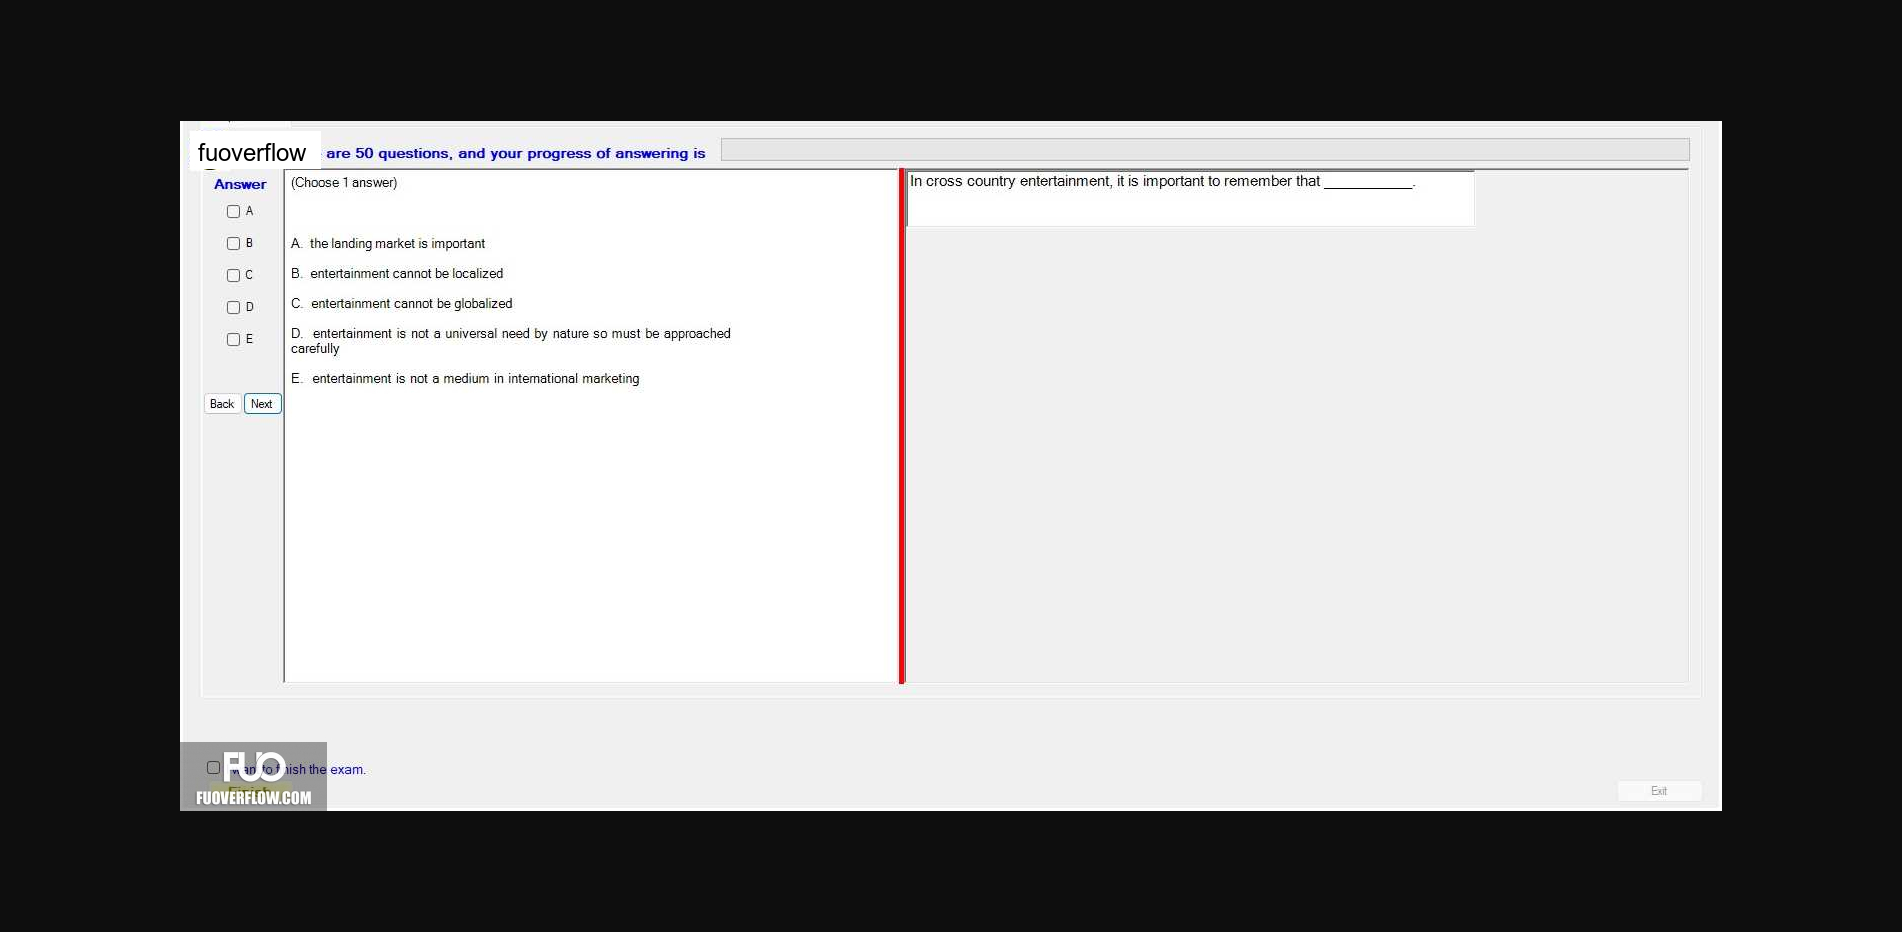 fuoverflow are 50 questions, and your progress of answering is
Answer
A
B
C
D
E
Back Next
(Choose 1 answer)
A. the landing market is important
B. entertainment cannot be localized
C. entertainment cannot be globalized
D. entertainment is not a universal need by nature so must be approached
carefully
E. entertainment is not a medium in international marketing
In cross country entertainment, it is important to remember that ___________.
FUO
want to finish the exam.
Finish
FUOVERFLOW.COM
Exit